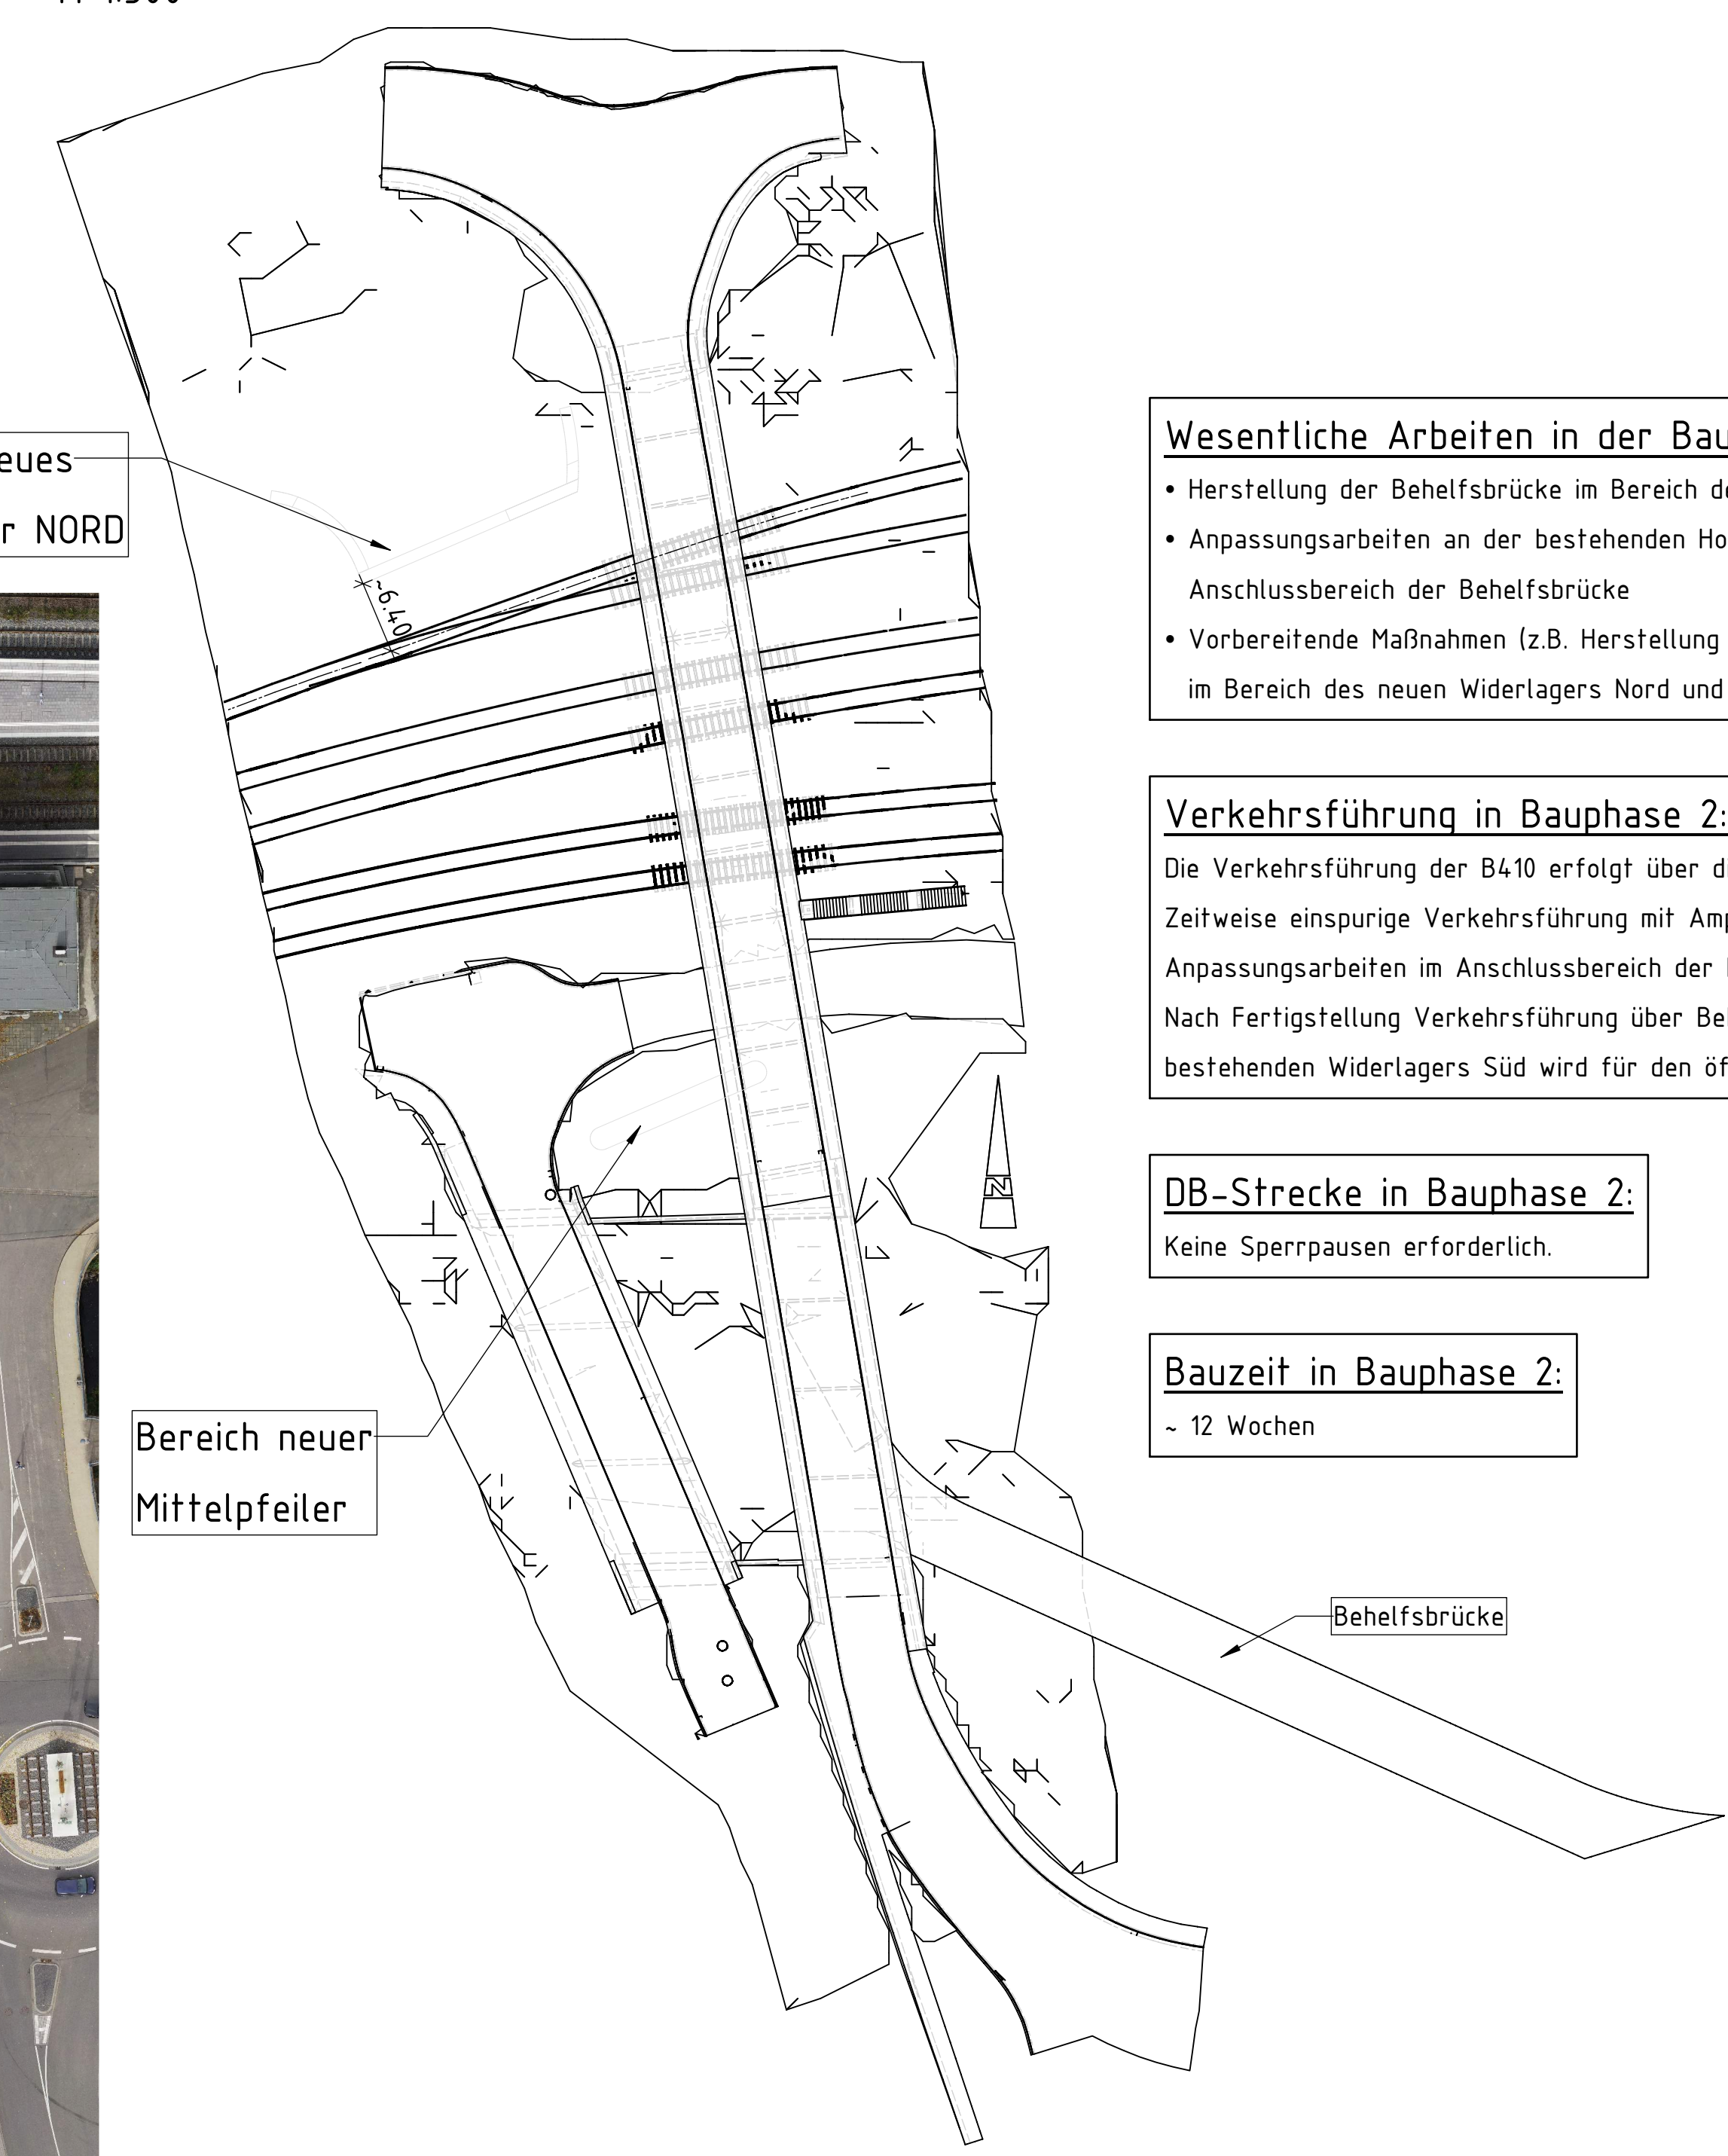 eues
r NORD
~6.40
Wesentliche Arbeiten in der Bau
• Herstellung der Behelfsbrücke im Bereich de
• Anpassungsarbeiten an der bestehenden Ho
Anschlussbereich der Behelfsbrücke
• Vorbereitende Maßnahmen (z.B. Herstellung
im Bereich des neuen Widerlagers Nord und
Verkehrsführung in Bauphase 2:
Die Verkehrsführung der B410 erfolgt über di
Zeitweise einspurige Verkehrsführung mit Amp
Anpassungsarbeiten im Anschlussbereich der
Nach Fertigstellung Verkehrsführung über Be
bestehenden Widerlagers Süd wird für den öf
N
DB-Strecke in Bauphase 2:
Keine Sperrpausen erforderlich.
Bauzeit in Bauphase 2:
~ 12 Wochen
Bereich neuer
Mittelpfeiler
Behelfsbrücke